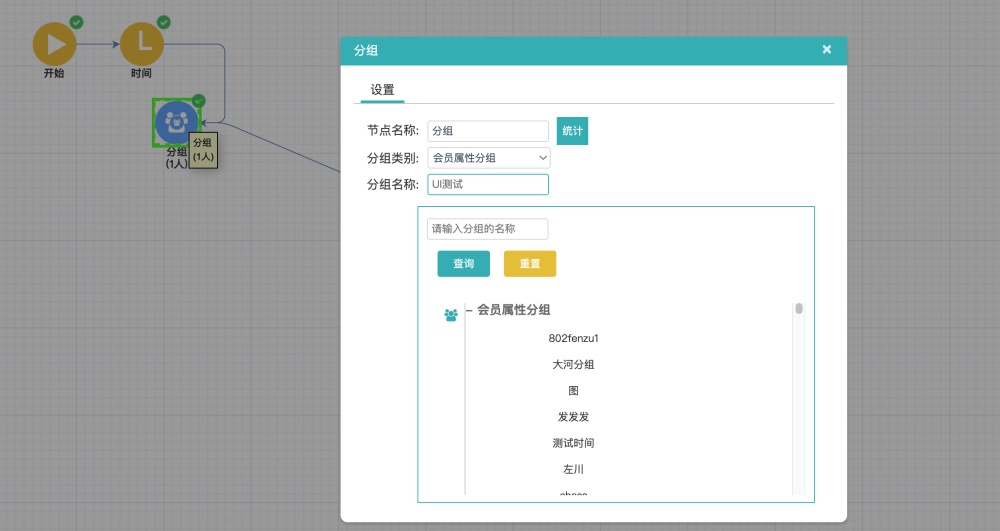 开始
时间
分组
(1人)
分组
(1人)
分组
设置
节点名称: 分组 统计
分组类别: 会员属性分组
分组名称: UI测试
请输入分组的名称
查询 重置
− 会员属性分组
802fenzu1
大河分组
图
发发发
测试时间
左川